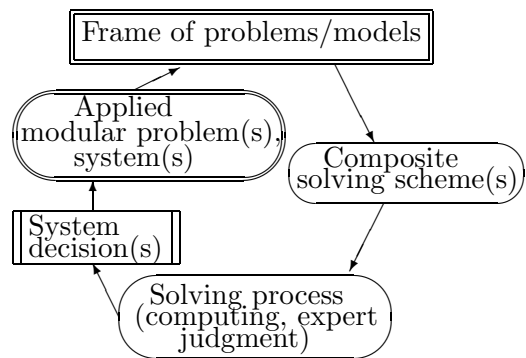 Frame of problems/models
Applied
modular problem(s),
system(s)
Composite
solving scheme(s)
System
decision(s)
Solving process
(computing, expert
judgment)